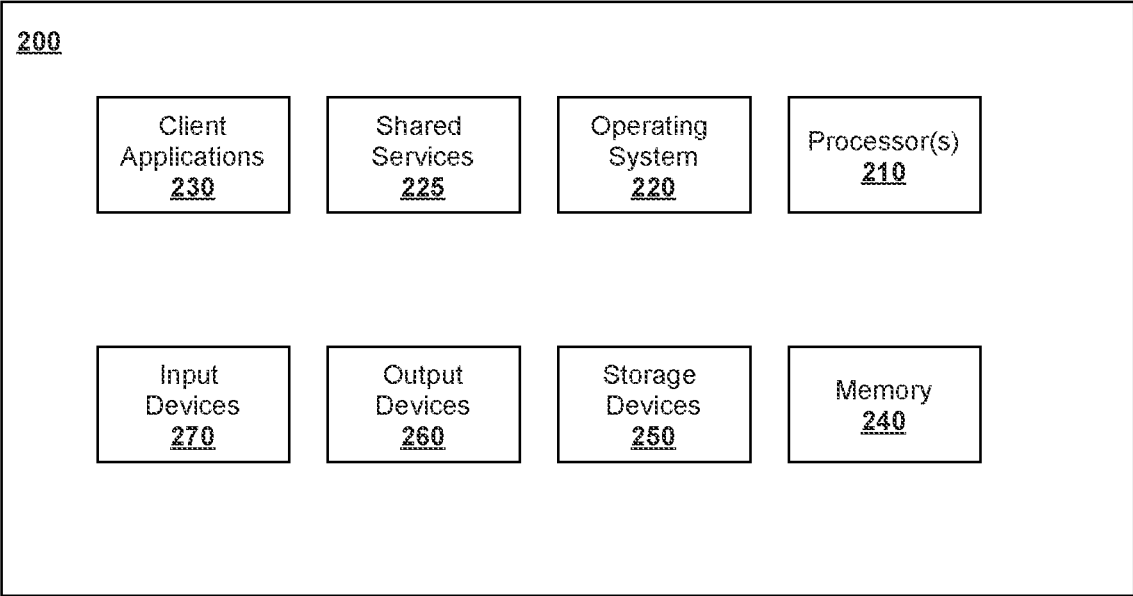 200
Client
Applications
230
Shared
Services
225
Operating
System
220
Processor(s)
210
Input
Devices
270
Output
Devices
260
Storage
Devices
250
Memory
240